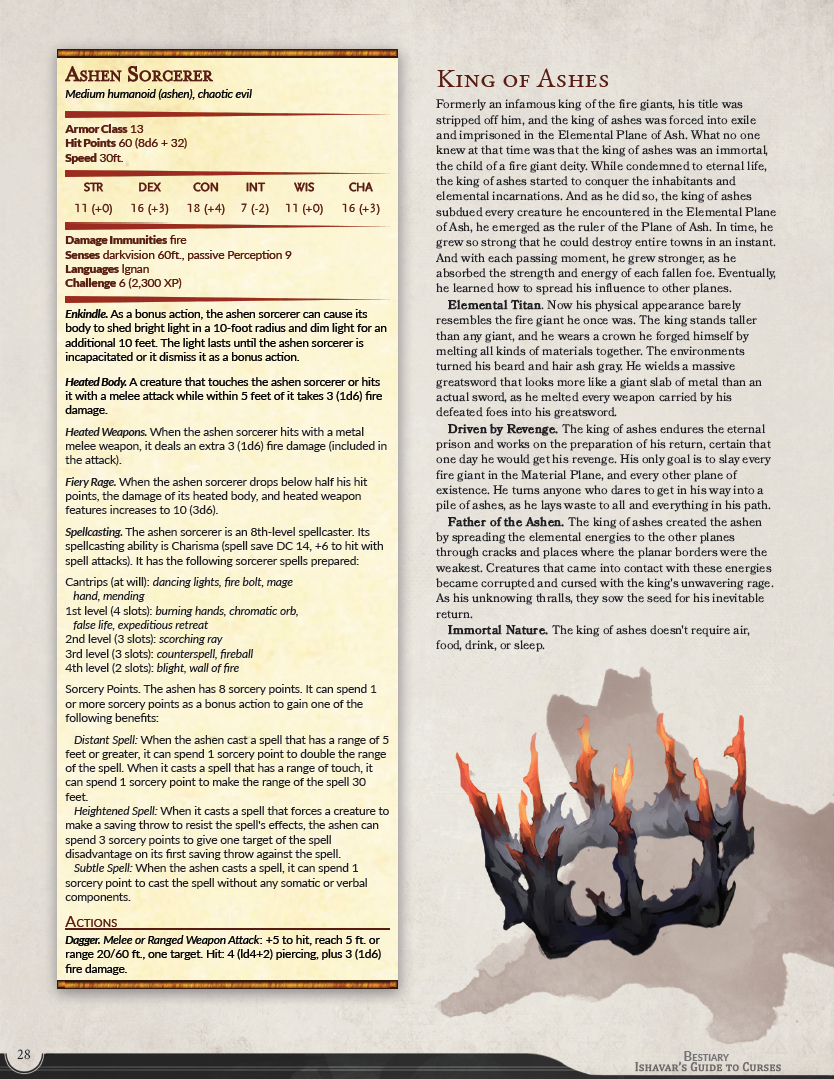 Ashen Sorcerer
Medium humanoid (ashen), chaotic evil
Armor Class 13
Hit Points 60 (8d6 + 32)
Speed 30ft.
STR DEX CON INT WIS CHA
11 (+0) 16 (+3) 18 (+4) 7 (-2) 11 (+0) 16 (+3)
Damage Immunities fire
Senses darkvision 60ft., passive Perception 9
Languages Ignan
Challenge 6 (2,300 XP)
Enkindle. As a bonus action, the ashen sorcerer can cause its
body to shed bright light in a 10-foot radius and dim light for an
additional 10 feet. The light lasts until the ashen sorcerer is
incapacitated or it dismiss it as a bonus action.
Heated Body. A creature that touches the ashen sorcerer or hits
it with a melee attack while within 5 feet of it takes 3 (1d6) fire
damage.
Heated Weapons. When the ashen sorcerer hits with a metal
melee weapon, it deals an extra 3 (1d6) fire damage (included in
the attack).
Fiery Rage. When the ashen sorcerer drops below half his hit
points, the damage of its heated body, and heated weapon
features increases to 10 (3d6).
Spellcasting. The ashen sorcerer is an 8th-level spellcaster. Its
spellcasting ability is Charisma (spell save DC 14, +6 to hit with
spell attacks). It has the following sorcerer spells prepared:
Cantrips (at will): dancing lights, fire bolt, mage
hand, mending
1st level (4 slots): burning hands, chromatic orb,
false life, expeditious retreat
2nd level (3 slots): scorching ray
3rd level (3 slots): counterspell, fireball
4th level (2 slots): blight, wall of fire
Sorcery Points. The ashen has 8 sorcery points. It can spend 1
or more sorcery points as a bonus action to gain one of the
following benefits:
Distant Spell: When the ashen cast a spell that has a range of 5
feet or greater, it can spend 1 sorcery point to double the range
of the spell. When it casts a spell that has a range of touch, it
can spend 1 sorcery point to make the range of the spell 30
feet.
Heightened Spell: When it casts a spell that forces a creature to
make a saving throw to resist the spell's effects, the ashen can
spend 3 sorcery points to give one target of the spell
disadvantage on its first saving throw against the spell.
Subtle Spell: When the ashen casts a spell, it can spend 1
sorcery point to cast the spell without any somatic or verbal
components.
Actions
Dagger. Melee or Ranged Weapon Attack: +5 to hit, reach 5 ft. or
range 20/60 ft., one target. Hit: 4 (ld4+2) piercing, plus 3 (1d6)
fire damage.
King of Ashes
Formerly an infamous king of the fire giants, his title was
stripped off him, and the king of ashes was forced into exile
and imprisoned in the Elemental Plane of Ash. What no one
knew at that time was that the king of ashes was an immortal,
the child of a fire giant deity. While condemned to eternal life,
the king of ashes started to conquer the inhabitants and
elemental incarnations. And as he did so, the king of ashes
subdued every creature he encountered in the Elemental Plane
of Ash, he emerged as the ruler of the Plane of Ash. In time, he
grew so strong that he could destroy entire towns in an instant.
And with each passing moment, he grew stronger, as he
absorbed the strength and energy of each fallen foe. Eventually,
he learned how to spread his influence to other planes.
Elemental Titan. Now his physical appearance barely
resembles the fire giant he once was. The king stands taller
than any giant, and he wears a crown he forged himself by
melting all kinds of materials together. The environments
turned his beard and hair ash gray. He wields a massive
greatsword that looks more like a giant slab of metal than an
actual sword, as he melted every weapon carried by his
defeated foes into his greatsword.
Driven by Revenge. The king of ashes endures the eternal
prison and works on the preparation of his return, certain that
one day he would get his revenge. His only goal is to slay every
fire giant in the Material Plane, and every other plane of
existence. He turns anyone who dares to get in his way into a
pile of ashes, as he lays waste to all and everything in his path.
Father of the Ashen. The king of ashes created the ashen
by spreading the elemental energies to the other planes
through cracks and places where the planar borders were the
weakest. Creatures that came into contact with these energies
became corrupted and cursed with the king's unwavering rage.
As his unknowing thralls, they sow the seed for his inevitable
return.
Immortal Nature. The king of ashes doesn't require air,
food, drink, or sleep.
28
Bestiary
Ishavar's Guide to Curses